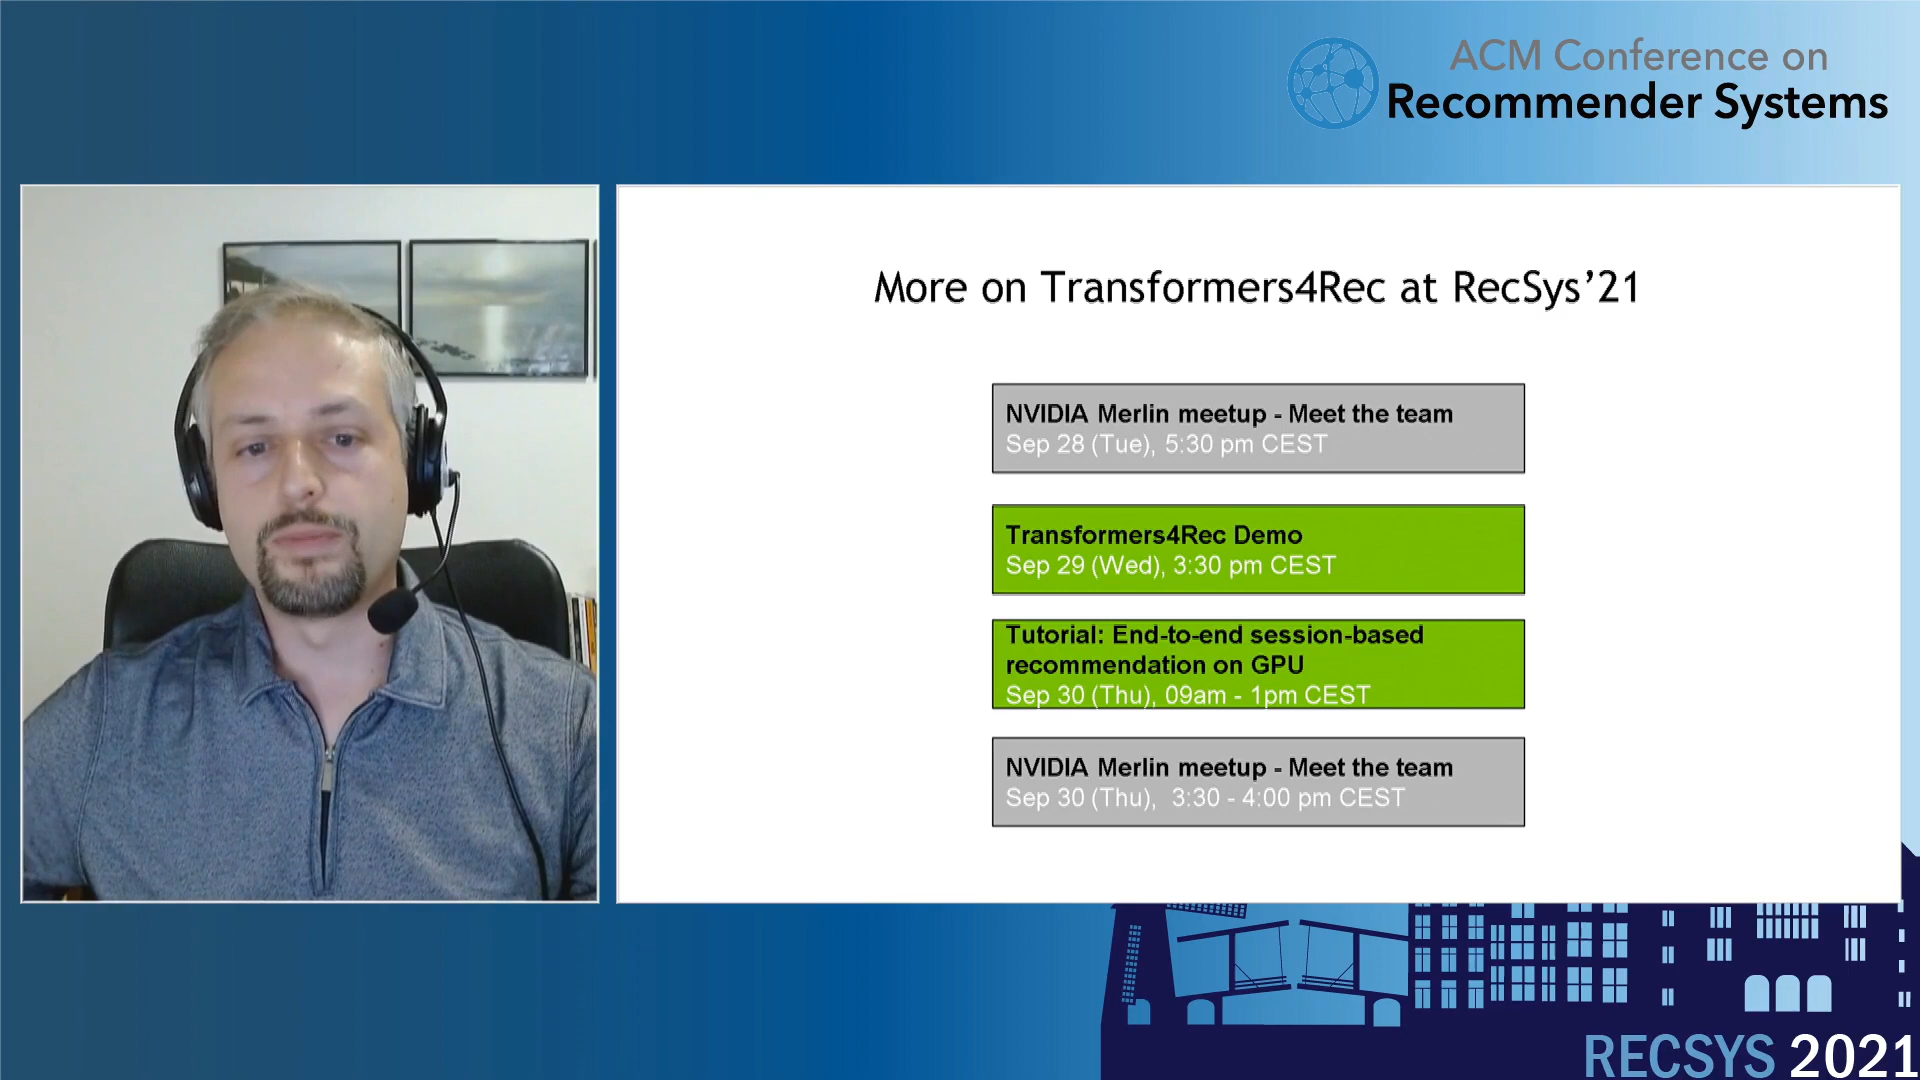 ACM Conference on
Recommender Systems
More on Transformers4Rec at RecSys’21
NVIDIA Merlin meetup - Meet the team
Sep 28 (Tue), 5:30 pm CEST
Transformers4Rec Demo
Sep 29 (Wed), 3:30 pm CEST
Tutorial: End-to-end session-based
recommendation on GPU
Sep 30 (Thu), 09am - 1pm CEST
NVIDIA Merlin meetup - Meet the team
Sep 30 (Thu), 3:30 - 4:00 pm CEST
RECSYS 2021